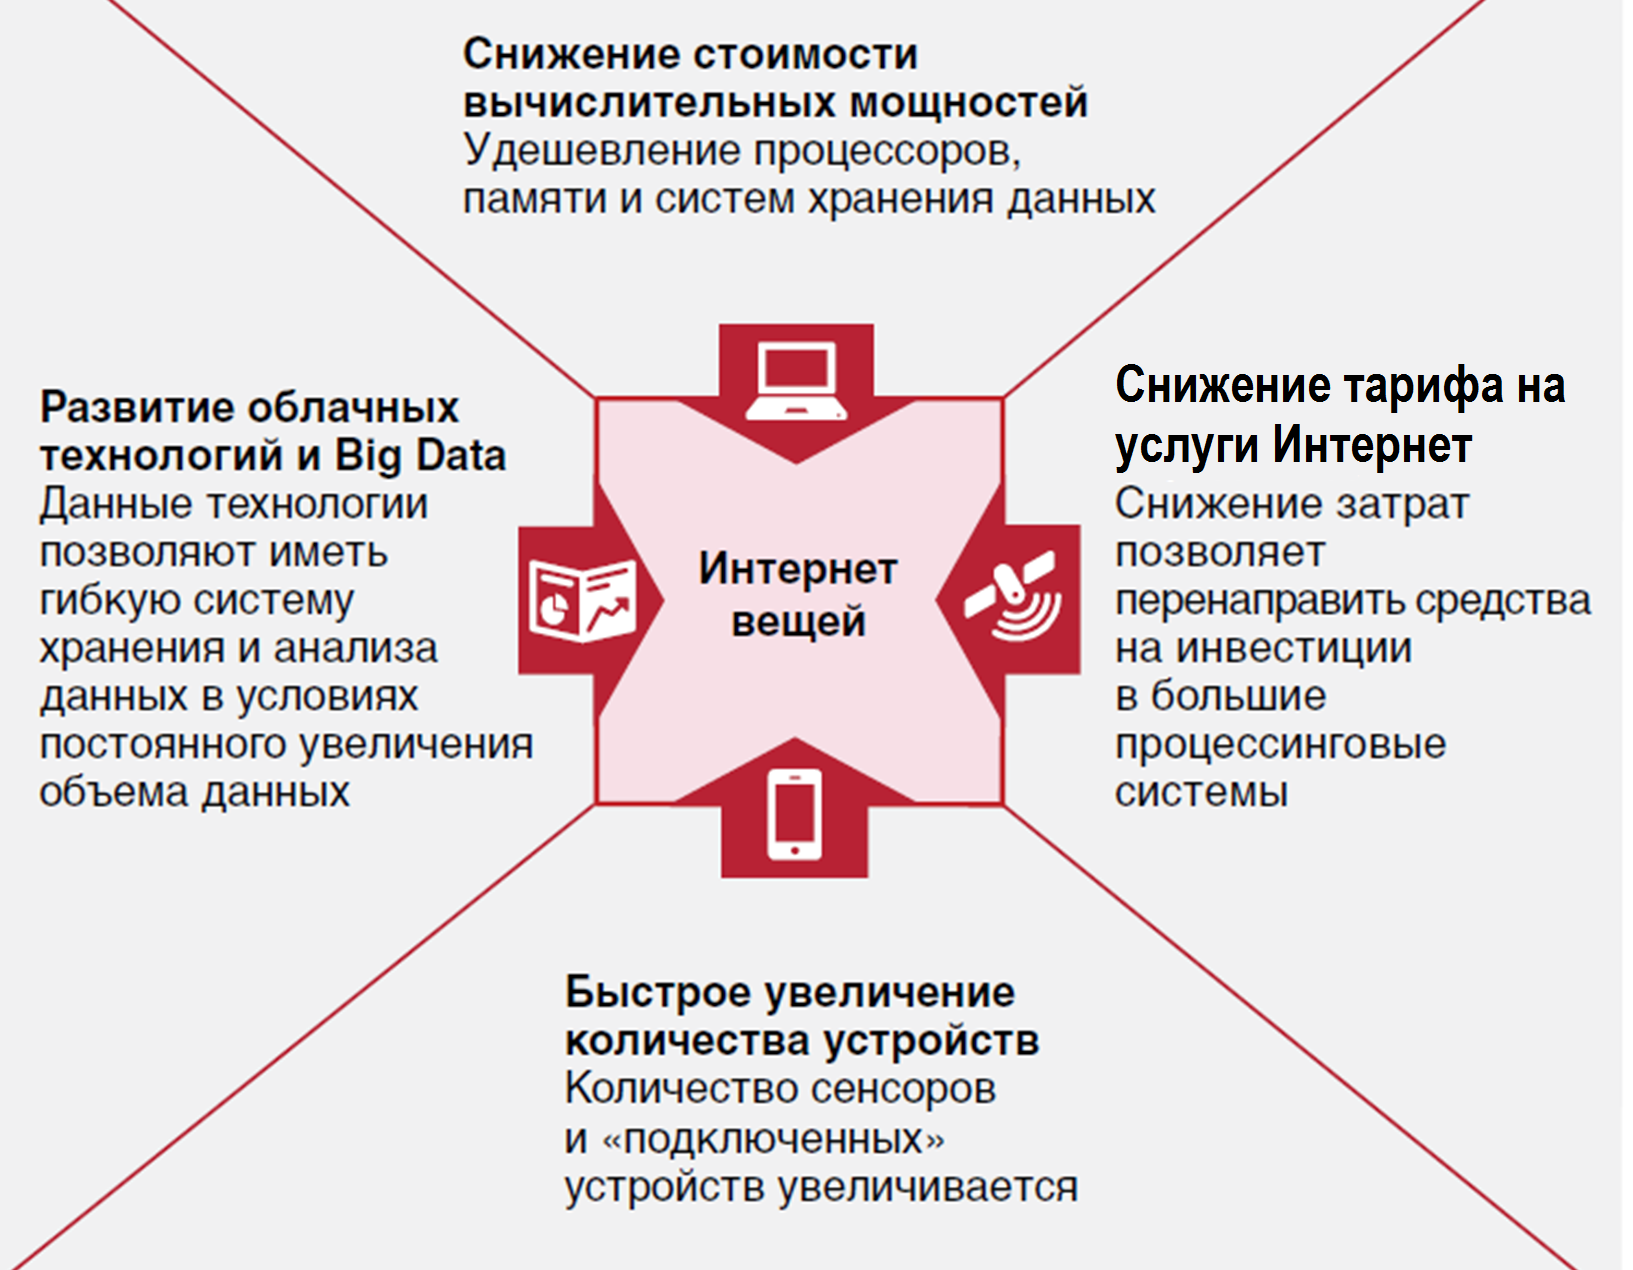 Снижение стоимости
вычислительных мощностей
Удешевление процессоров,
памяти и систем хранения данных
Развитие облачных
технологий и Big Data
Данные технологии
позволяют иметь
гибкую систему
хранения и анализа
данных в условиях
постоянного увеличения
объема данных
Интернет
вещей
Снижение тарифа на
услуги Интернет
Снижение затрат
позволяет
перенаправить средства
на инвестиции
в большие
процессинговые
системы
Быстрое увеличение
количества устройств
Количество сенсоров
и «подключенных»
устройств увеличивается